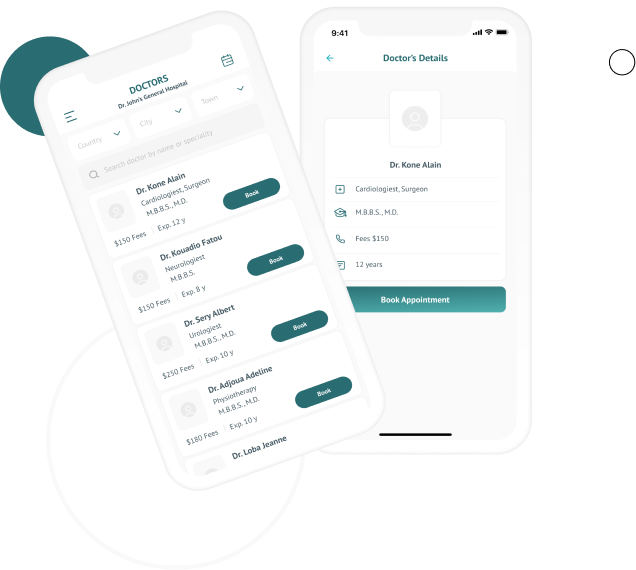 DOCTORS
Dr. John's General Hospital
Country
City
Town
Search doctor by name or speciality
Dr. Kone Alain
Cardiologiest, Surgeon
M.B.B.S., M.D.
$150 Fees
Exp. 12 y
Book
Dr. Kouadio Fatou
Neurologiest
M.B.B.S.
$150 Fees
Exp. 8 y
Book
Dr. Sery Albert
Urologiest
M.B.B.S., M.D.
$250 Fees
Exp. 10 y
Book
Dr. Adjoua Adeline
Physiotherapy
M.B.B.S., M.D.
$180 Fees
Exp. 10 y
Book
Dr. Loba Jeanne
9:41
Doctor's Details
Dr. Kone Alain
Cardiologiest, Surgeon
M.B.B.S., M.D.
Fees $150
12 years
Book Appointment